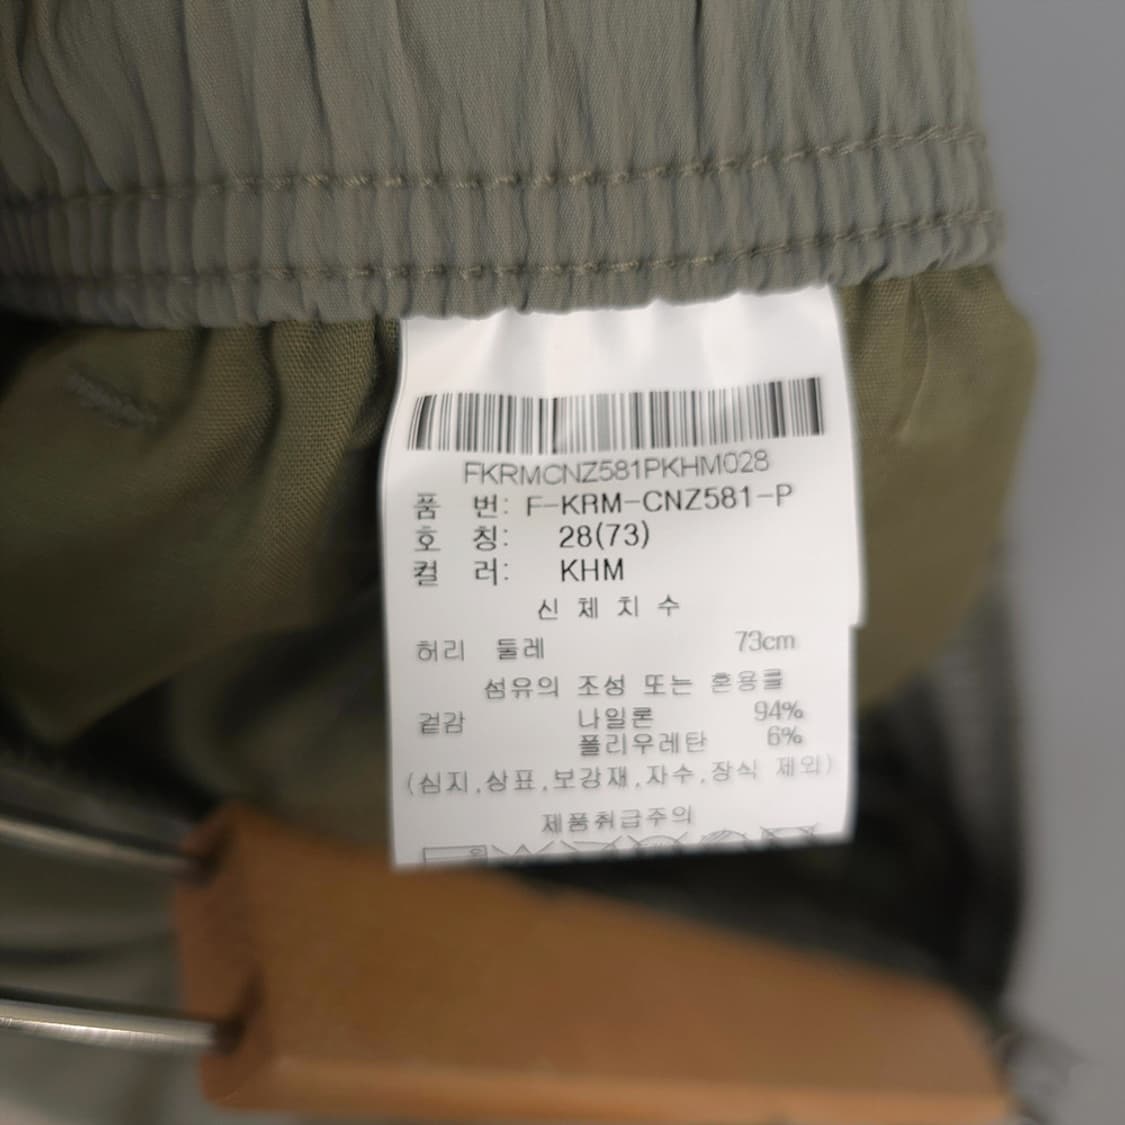 FKRMCNZ581PKHM028
품 번: F-KRM-CNZ581-P
호 칭: 28(73)
컬 러: KHM
신 체 치 수
허리 둘레 73cm
섬유의 조성 또는 혼용률
겉감 나일론 94%
폴리우레탄 6%
(심지,상표,보강재,자수,장식 제외)
제품취급주의